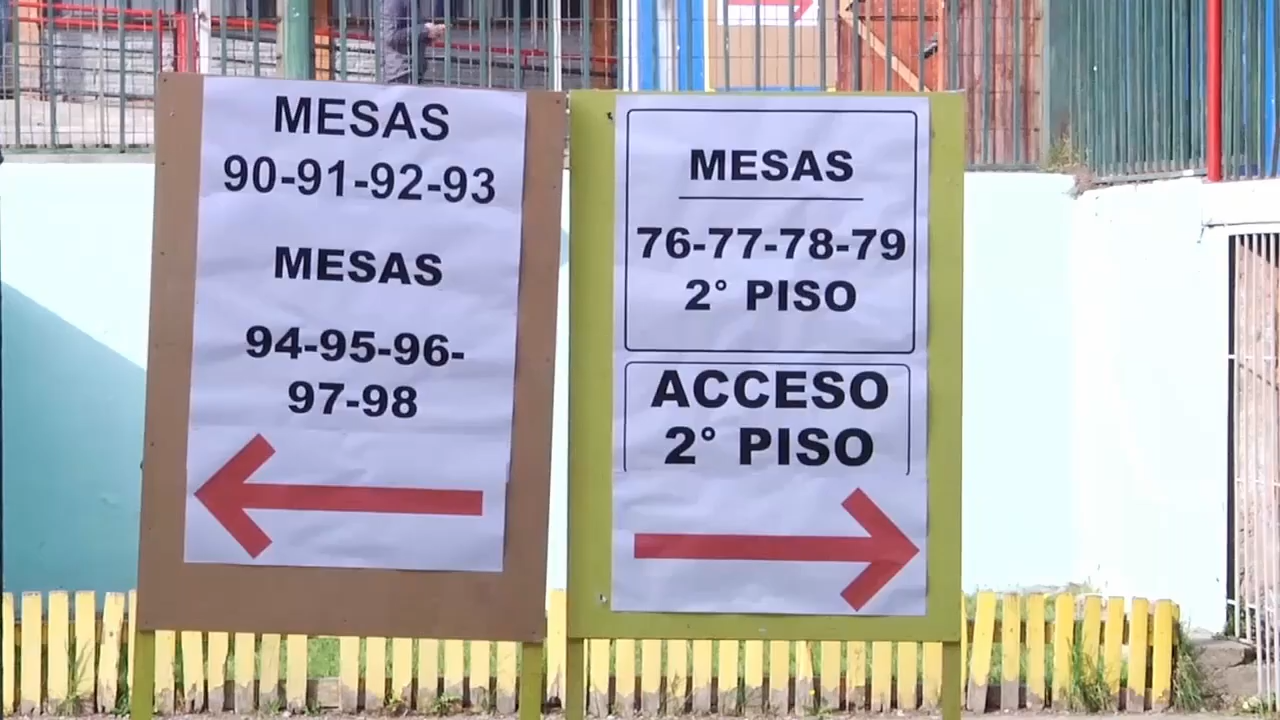 MESAS
90-91-92-93
MESAS
94-95-96-
97-98
MESAS
76-77-78-79
2° PISO
ACCESO
2° PISO